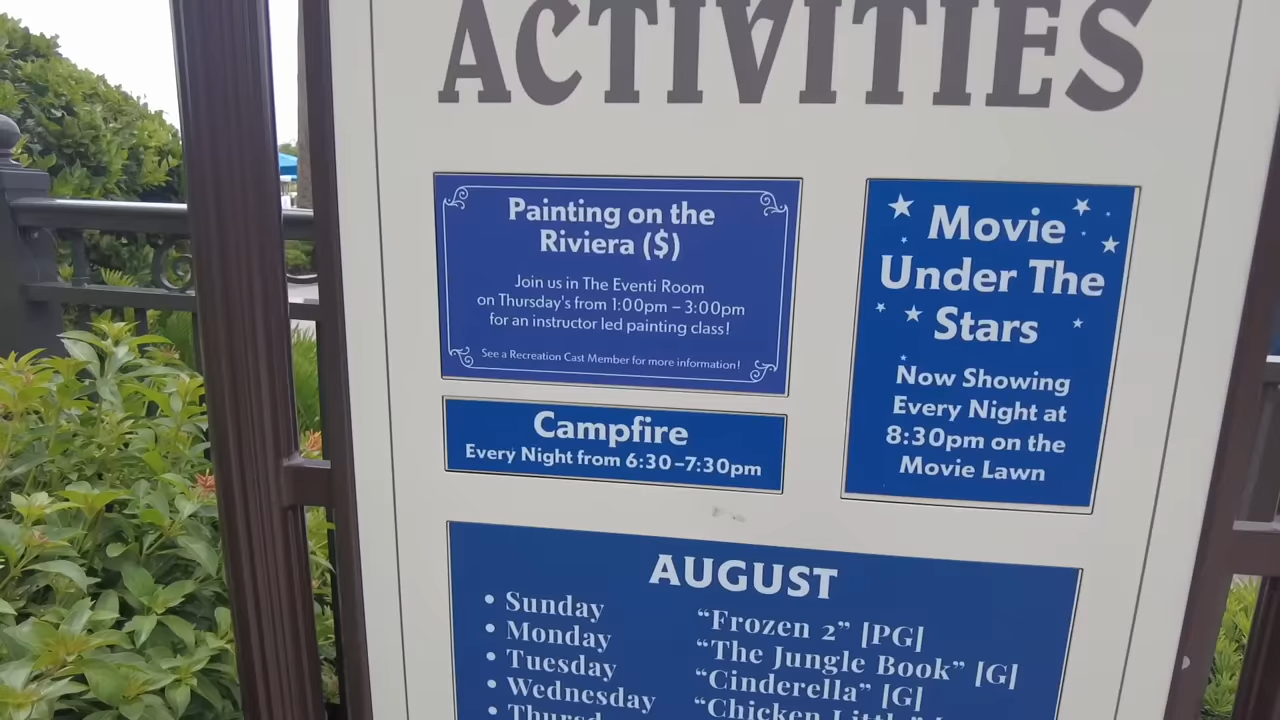 ACTIVITIES
Painting on the
Riviera ($)
Join us in The Eventi Room
on Thursday's from 1:00pm – 3:00pm
for an instructor led painting class!
See a Recreation Cast Member for more information!
Campfire
Every Night from 6:30–7:30pm
Movie
Under The
Stars
Now Showing
Every Night at
8:30pm on the
Movie Lawn
AUGUST
• Sunday "Frozen 2" [PG]
• Monday "The Jungle Book" [G]
• Tuesday "Cinderella" [G]
• Wednesday "Chicken Little"